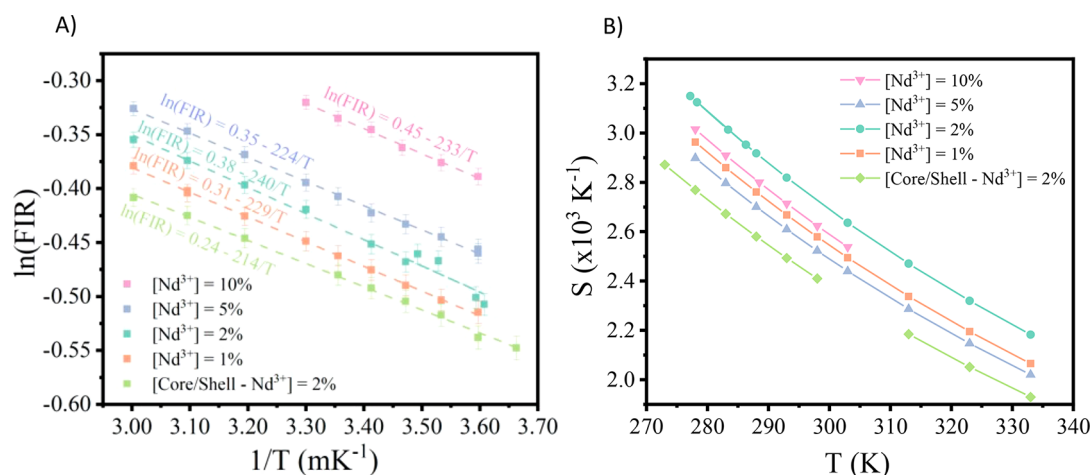 A)
ln(FIR)
-0.30
-0.35
-0.40
-0.45
-0.50
-0.55
-0.60
ln(FIR) = 0.35 - 224/T
ln(FIR) = 0.45 - 233/T
ln(FIR) = 0.38 - 240/T
ln(FIR) = 0.31 - 229/T
ln(FIR) = 0.24 - 214/T
[Nd³⁺] = 10%
[Nd³⁺] = 5%
[Nd³⁺] = 2%
[Nd³⁺] = 1%
[Core/Shell - Nd³⁺] = 2%
3.00 3.10 3.20 3.30 3.40 3.50 3.60 3.70
1/T (mK⁻¹)
B)
S (x10³ K⁻¹)
3.2
3.0
2.8
2.6
2.4
2.2
2.0
[Nd³⁺] = 10%
[Nd³⁺] = 5%
[Nd³⁺] = 2%
[Nd³⁺] = 1%
[Core/Shell - Nd³⁺] = 2%
270 280 290 300 310 320 330 340
T (K)